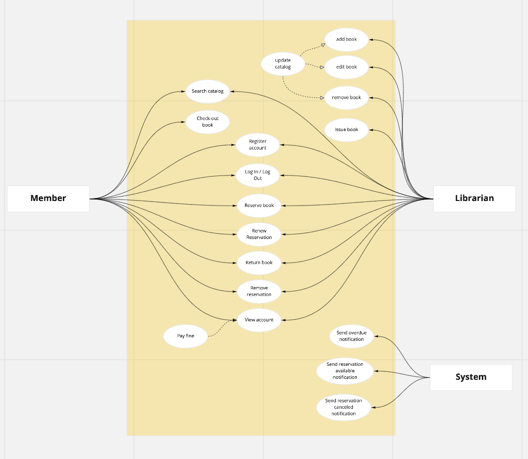 add book
update
catalog
edit book
Search catalog
remove book
Check-out
book
Issue book
Register
account
Log In / Log
Out
Member
Librarian
Reserve book
Renew
Reservation
Return book
Remove
reservation
View account
Pay fine
Send overdue
notification
Send reservation
available
notification
System
Send reservation
canceled
notification